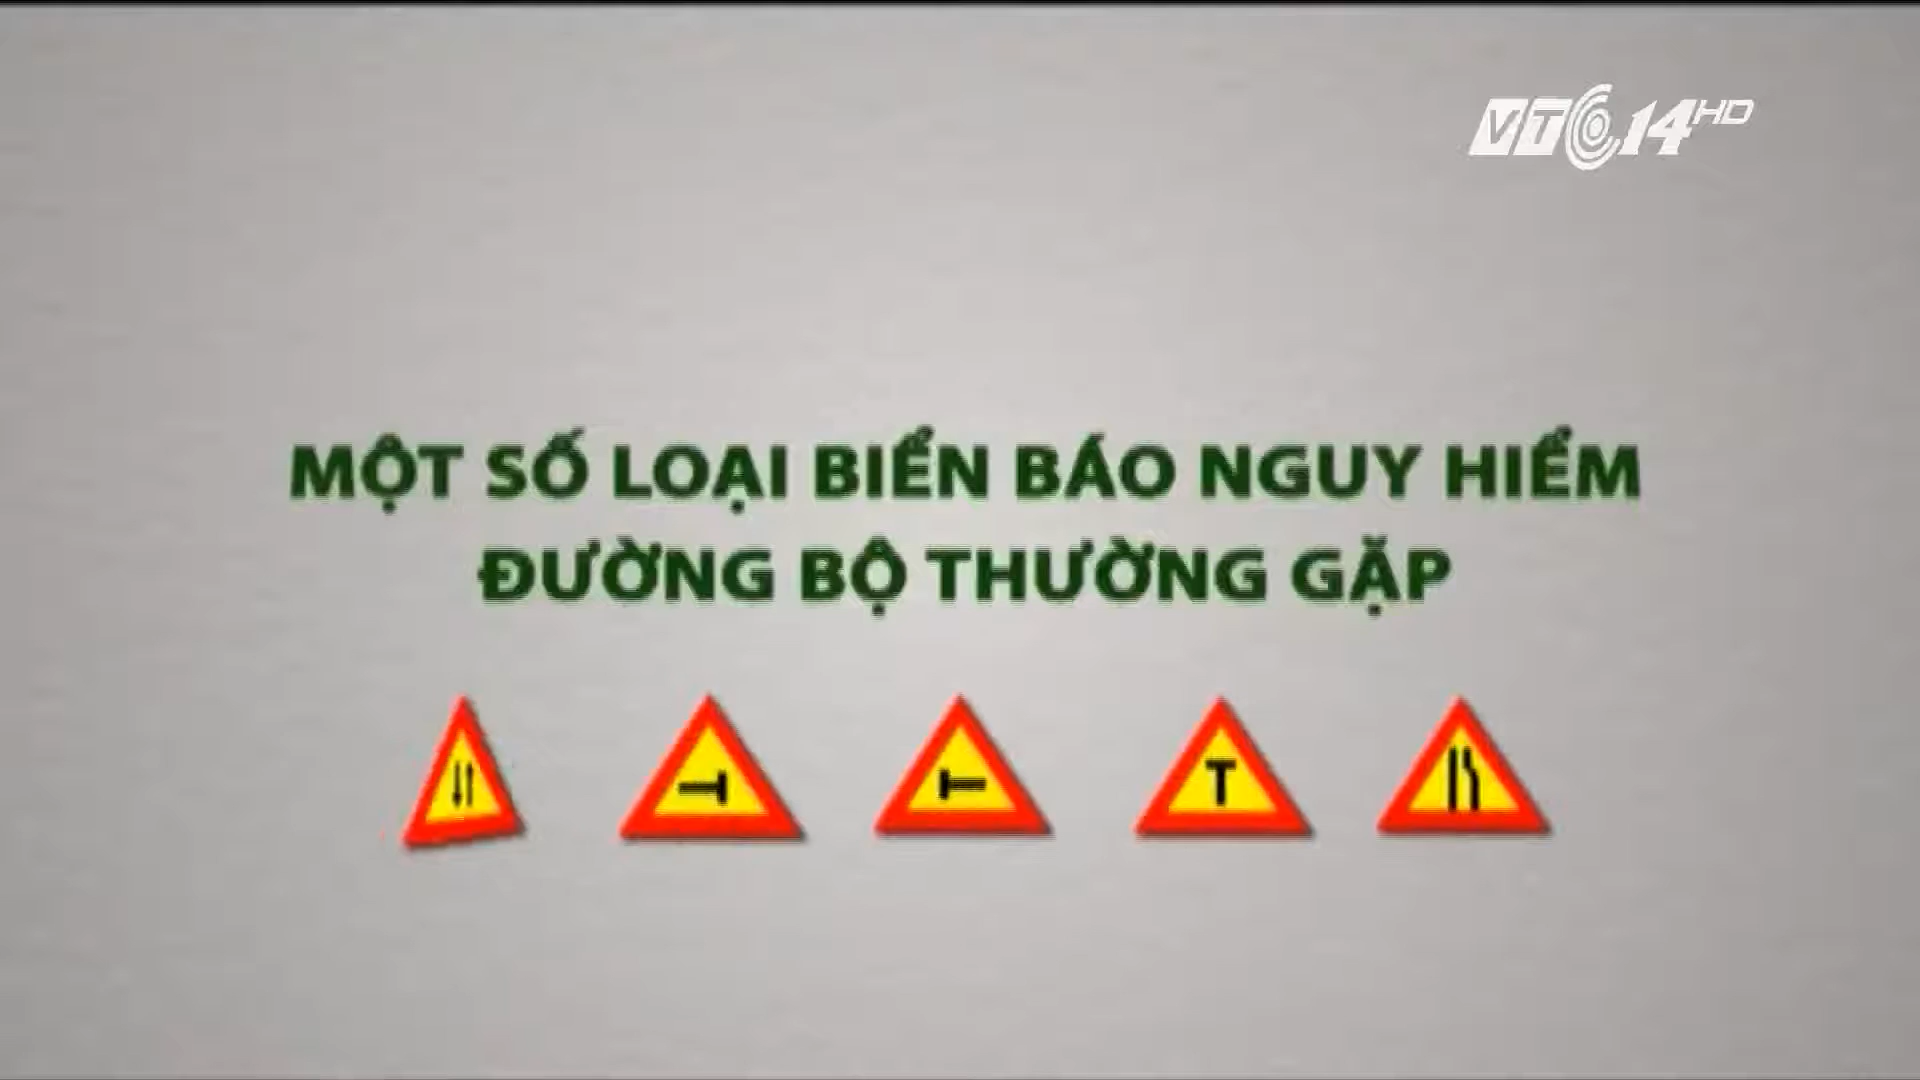 VTC14HD
MỘT SỐ LOẠI BIỂN BÁO NGUY HIỂM
ĐƯỜNG BỘ THƯỜNG GẶP